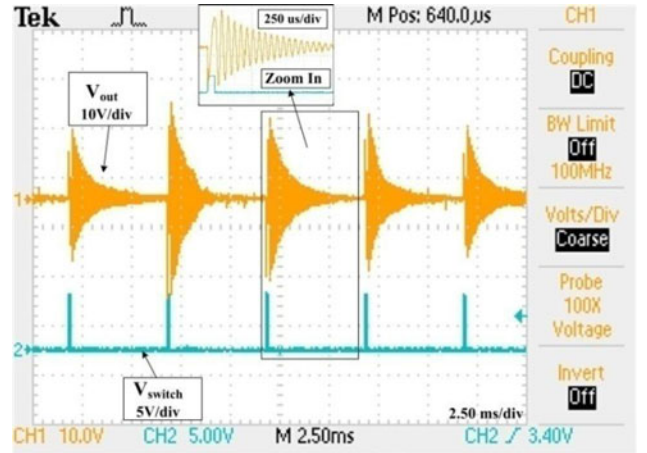 Tek
M Pos: 640.0µs
CH1
250 us/div
Zoom In
Vout
10V/div
Coupling
DC
BW Limit
Off
100MHz
Volts/Div
Coarse
Probe
100X
Voltage
Invert
Off
1
2
Vswitch
5V/div
2.50 ms/div
CH1 10.0V
CH2 5.00V
M 2.50ms
CH2
3.40V